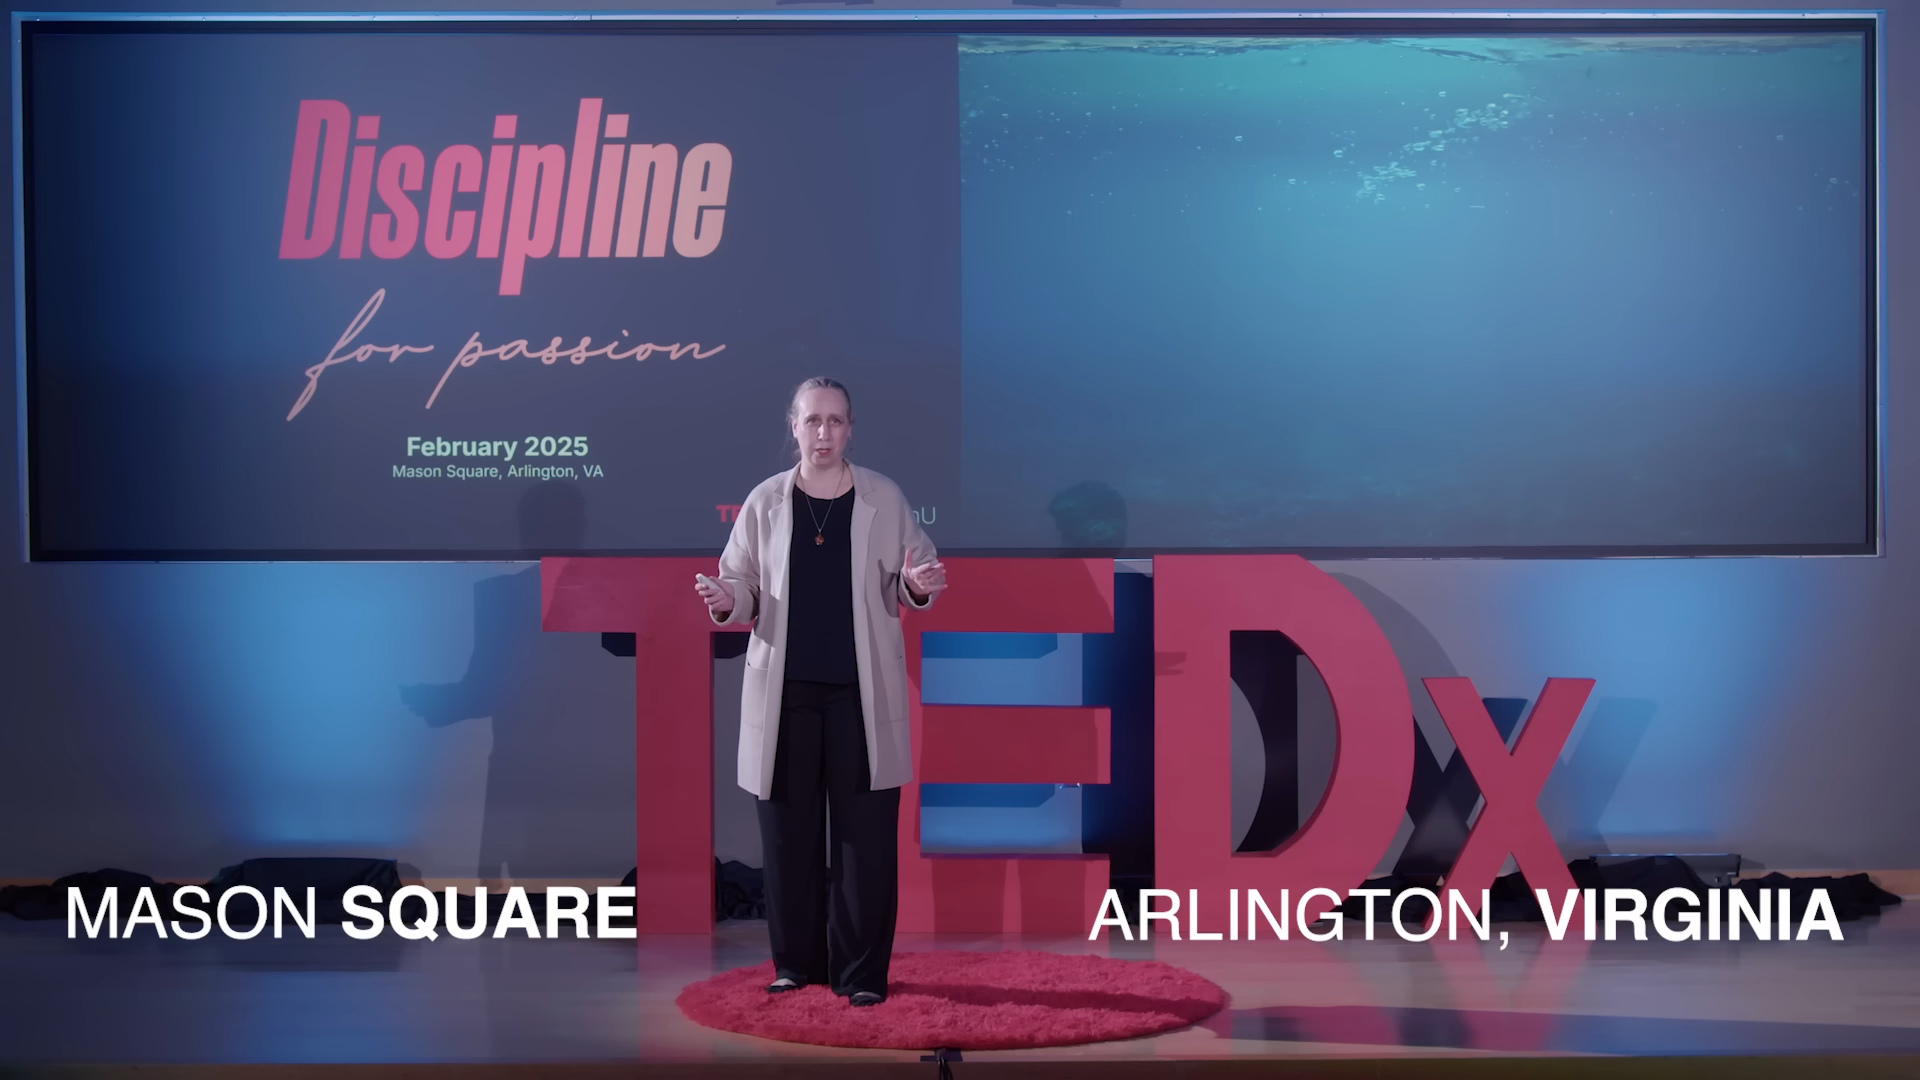 Discipline
for passion
February 2025
Mason Square, Arlington, VA
TEDx
MASON SQUARE
ARLINGTON, VIRGINIA